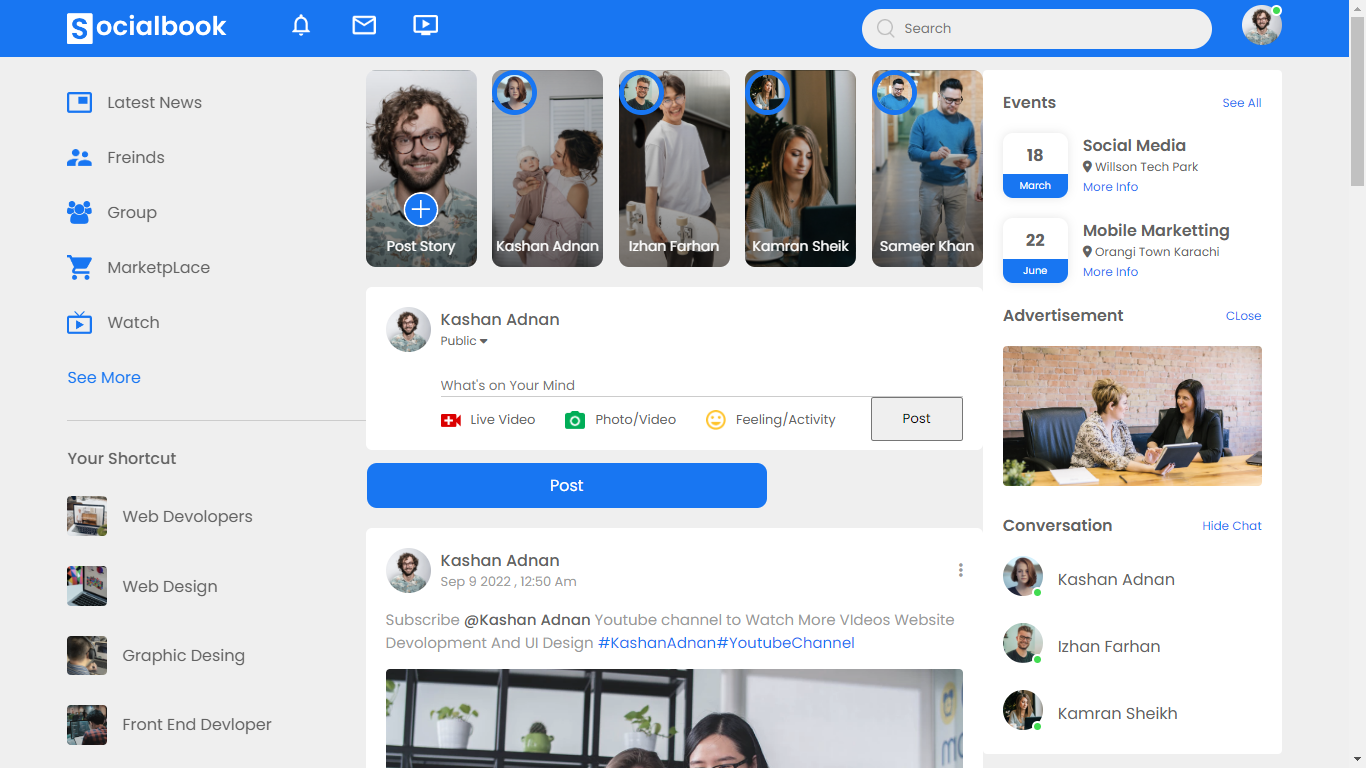 Socialbook
Search
Latest News
Freinds
Group
MarketpLace
Watch
See More
Your Shortcut
Web Devolopers
Web Design
Graphic Desing
Front End Devloper
Post Story
Kashan Adnan
Izhan Farhan
Kamran Sheik
Sameer Khan
Kashan Adnan
Public
What's on Your Mind
Live Video
Photo/Video
Feeling/Activity
Post
Post
Kashan Adnan
Sep 9 2022 , 12:50 Am
Subscribe @Kashan Adnan Youtube channel to Watch More VIdeos Website
Devolopment And UI Design #KashanAdnan#YoutubeChannel
Events
See All
18
March
Social Media
Willson Tech Park
More Info
22
June
Mobile Marketting
Orangi Town Karachi
More Info
Advertisement
CLose
Conversation
Hide Chat
Kashan Adnan
Izhan Farhan
Kamran Sheikh